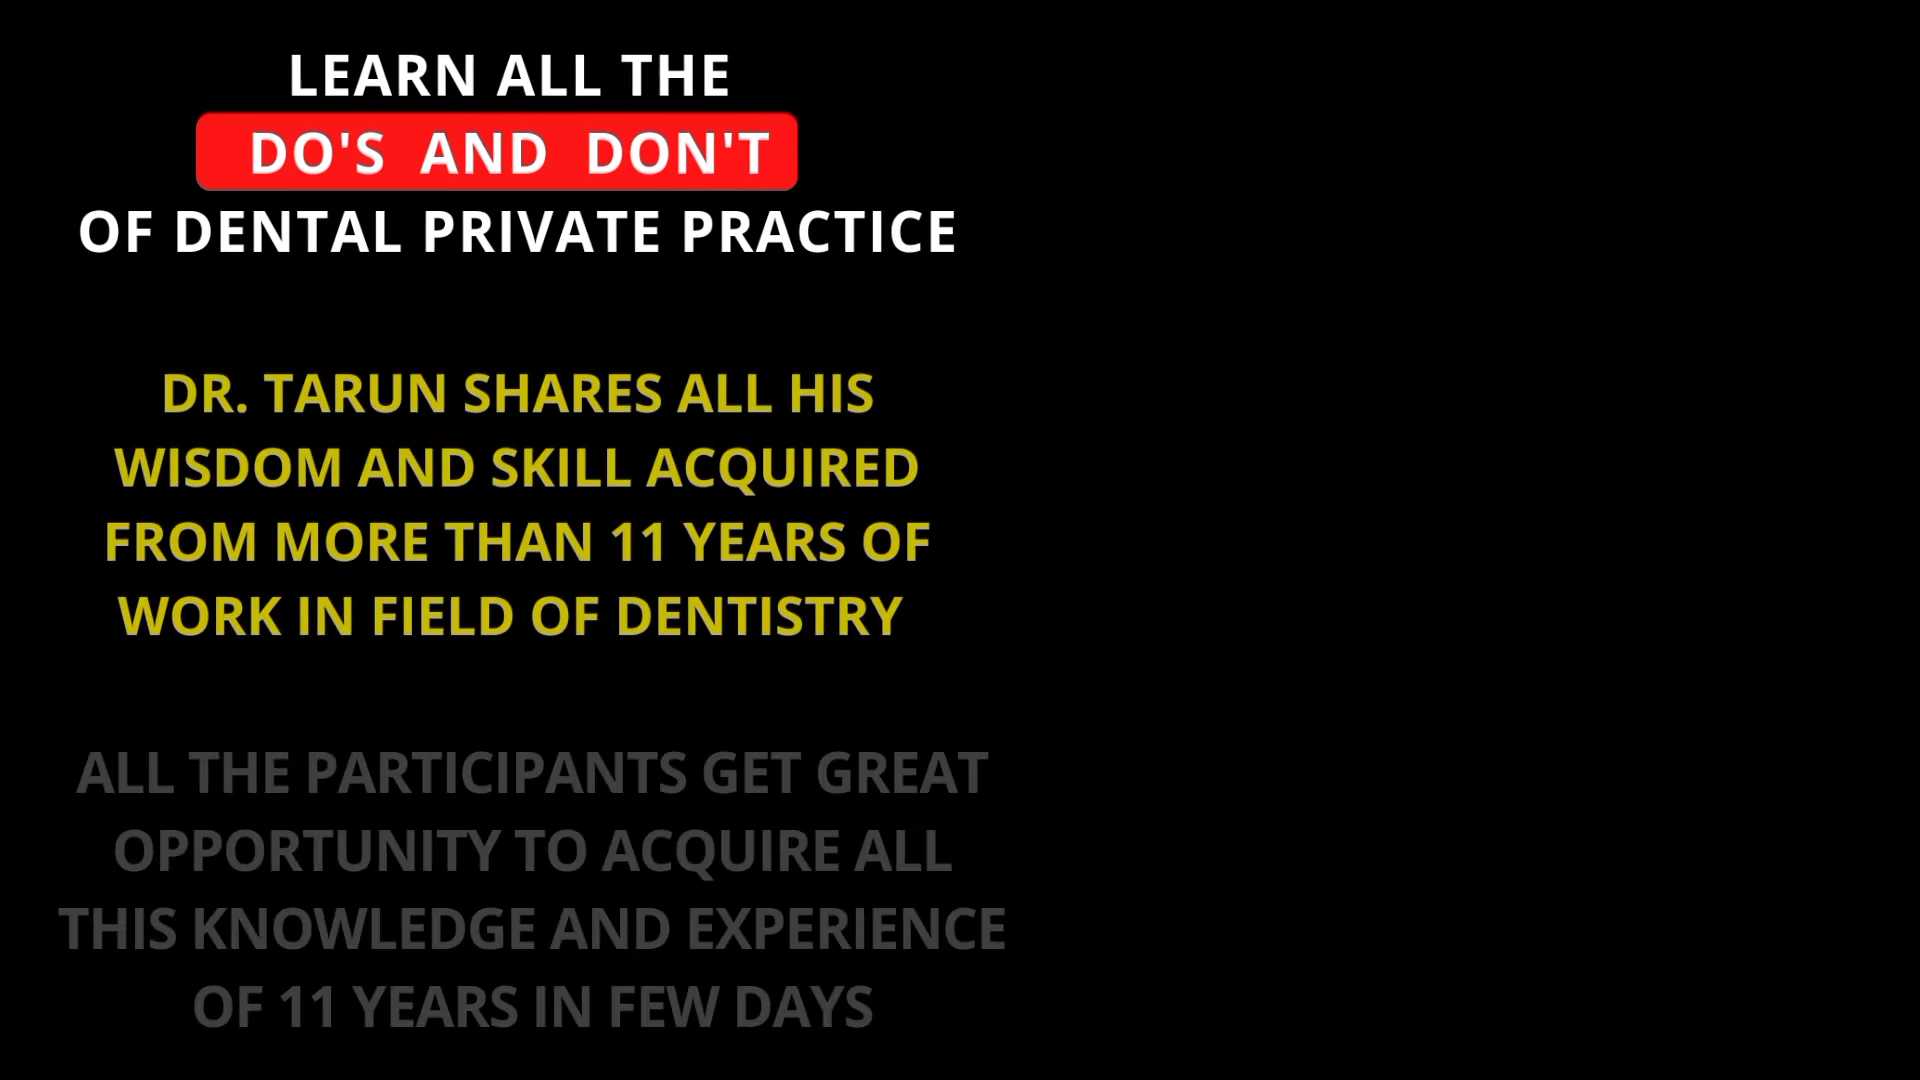 LEARN ALL THE
DO'S AND DON'T
OF DENTAL PRIVATE PRACTICE
DR. TARUN SHARES ALL HIS
WISDOM AND SKILL ACQUIRED
FROM MORE THAN 11 YEARS OF
WORK IN FIELD OF DENTISTRY
ALL THE PARTICIPANTS GET GREAT
OPPORTUNITY TO ACQUIRE ALL
THIS KNOWLEDGE AND EXPERIENCE
OF 11 YEARS IN FEW DAYS